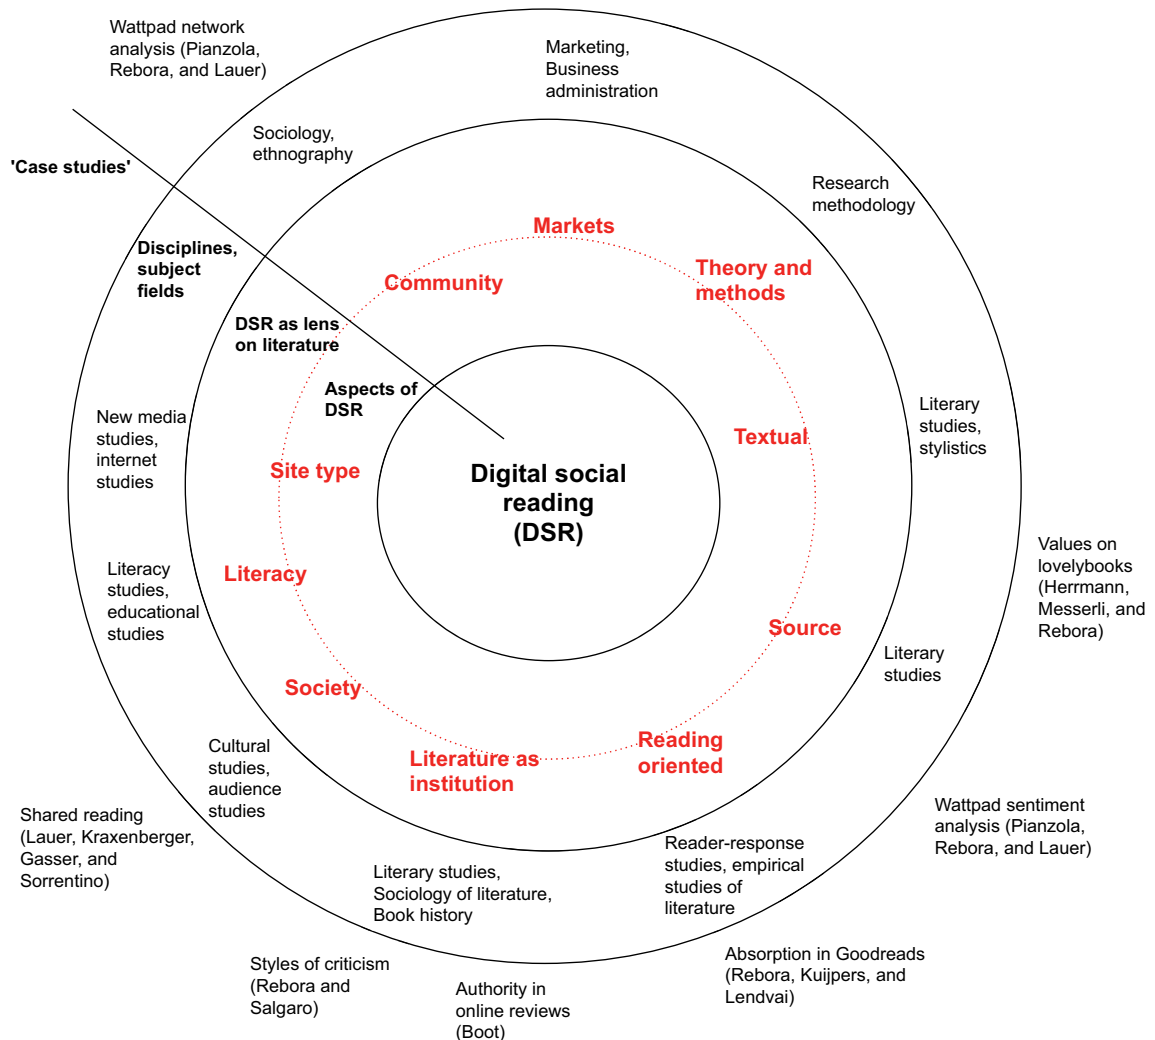 Wattpad network
analysis (Pianzola,
Rebora, and Lauer)
Marketing,
Business
administration
Sociology,
ethnography
'Case studies'
Research
methodology
Disciplines,
subject
fields
Markets
Theory and
methods
Community
DSR as lens
on literature
Aspects of
DSR
New media
studies,
internet
studies
Literary
studies,
stylistics
Textual
Site type
Digital social
reading
(DSR)
Values on
lovelybooks
(Herrmann,
Messerli, and
Rebora)
Literacy
studies,
educational
studies
Literacy
Source
Literary
studies
Society
Literature as
institution
Reading
oriented
Cultural
studies,
audience
studies
Shared reading
(Lauer, Kraxenberger,
Gasser, and
Sorrentino)
Wattpad sentiment
analysis (Pianzola,
Rebora, and Lauer)
Literary studies,
Sociology of literature,
Book history
Reader-response
studies, empirical
studies of
literature
Styles of criticism
(Rebora and
Salgaro)
Authority in
online reviews
(Boot)
Absorption in Goodreads
(Rebora, Kuijpers, and
Lendvai)